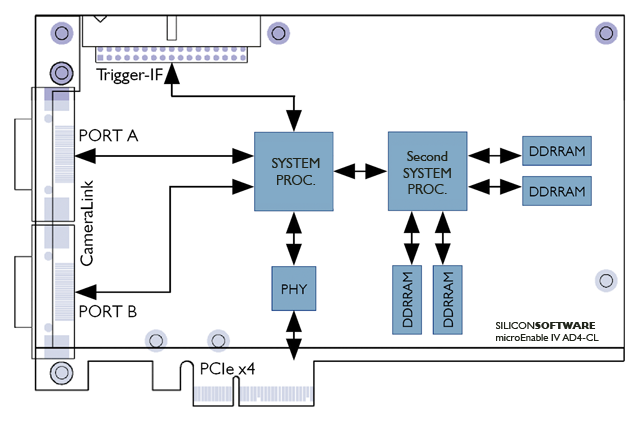 Trigger-IF
PORT A
CameraLink
PORT B
SYSTEM
PROC.
Second
SYSTEM
PROC.
DDRRAM
DDRRAM
DDRRAM
DDRRAM
PHY
PCIe x4
SILICONSOFTWARE
microEnable IV AD4-CL